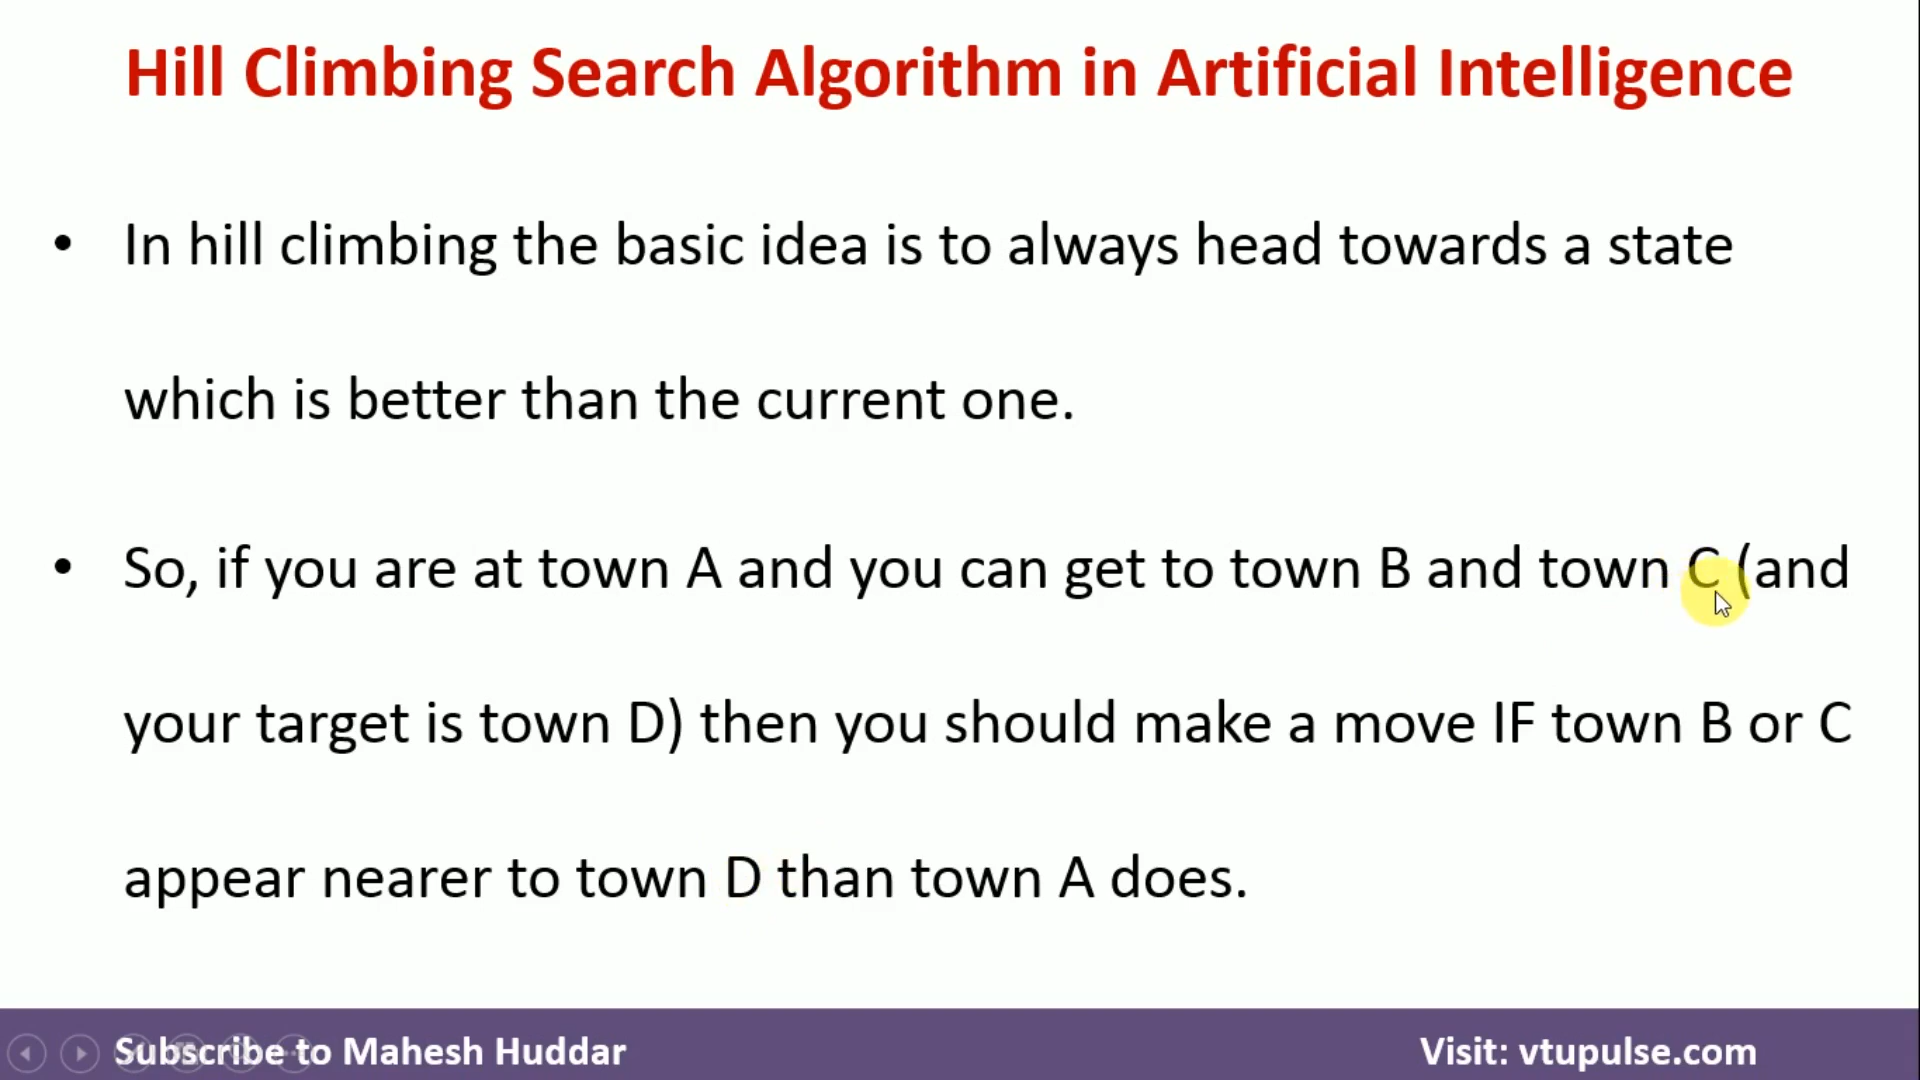 Hill Climbing Search Algorithm in Artificial Intelligence
• In hill climbing the basic idea is to always head towards a state
which is better than the current one.
• So, if you are at town A and you can get to town B and town C (and
your target is town D) then you should make a move IF town B or C
appear nearer to town D than town A does.
Subscribe to Mahesh Huddar
Visit: vtupulse.com